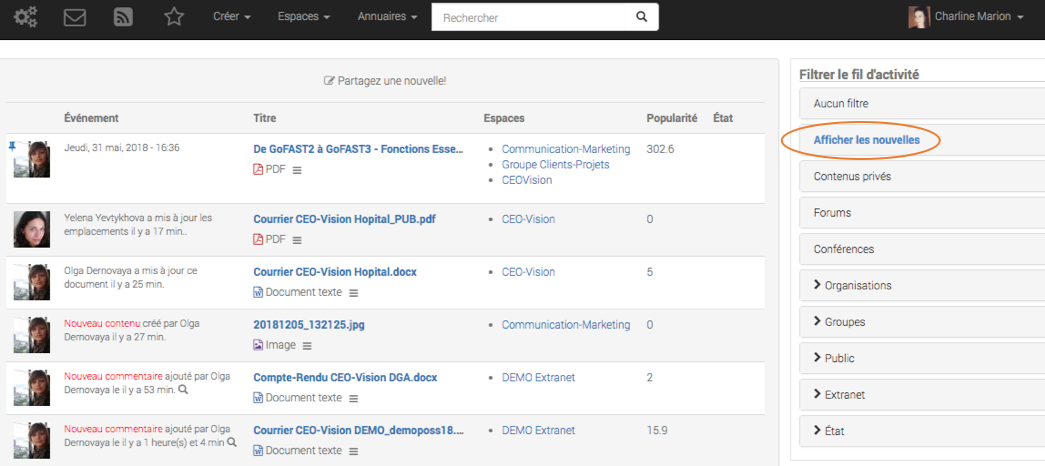 Créer Espaces Annuaires Rechercher Charline Marion
Partagez une nouvelle!
Événement Titre Espaces Popularité État
Jeudi, 31 mai, 2018 - 16:36
De GoFAST2 à GoFAST3 - Fonctions Esse...
PDF
Communication-Marketing
Groupe Clients-Projets
CEOVision
302.6
Yelena Yevtykhova a mis à jour les
emplacements il y a 17 min..
Courrier CEO-Vision Hopital_PUB.pdf
PDF
CEO-Vision
0
Olga Dernovaya a mis à jour ce
document il y a 25 min.
Courrier CEO-Vision Hopital.docx
Document texte
CEO-Vision
5
Nouveau contenu créé par Olga
Dernovaya il y a 27 min.
20181205_132125.jpg
Image
Communication-Marketing
0
Nouveau commentaire ajouté par Olga
Dernovaya le il y a 53 min.
Compte-Rendu CEO-Vision DGA.docx
Document texte
DEMO Extranet
2
Nouveau commentaire ajouté par Olga
Dernovaya le il y a 1 heure(s) et 4 min
Courrier CEO-Vision DEMO_demoposs18....
Document texte
DEMO Extranet
15.9
Filtrer le fil d'activité
Aucun filtre
Afficher les nouvelles
Contenus privés
Forums
Conférences
Organisations
Groupes
Public
Extranet
État